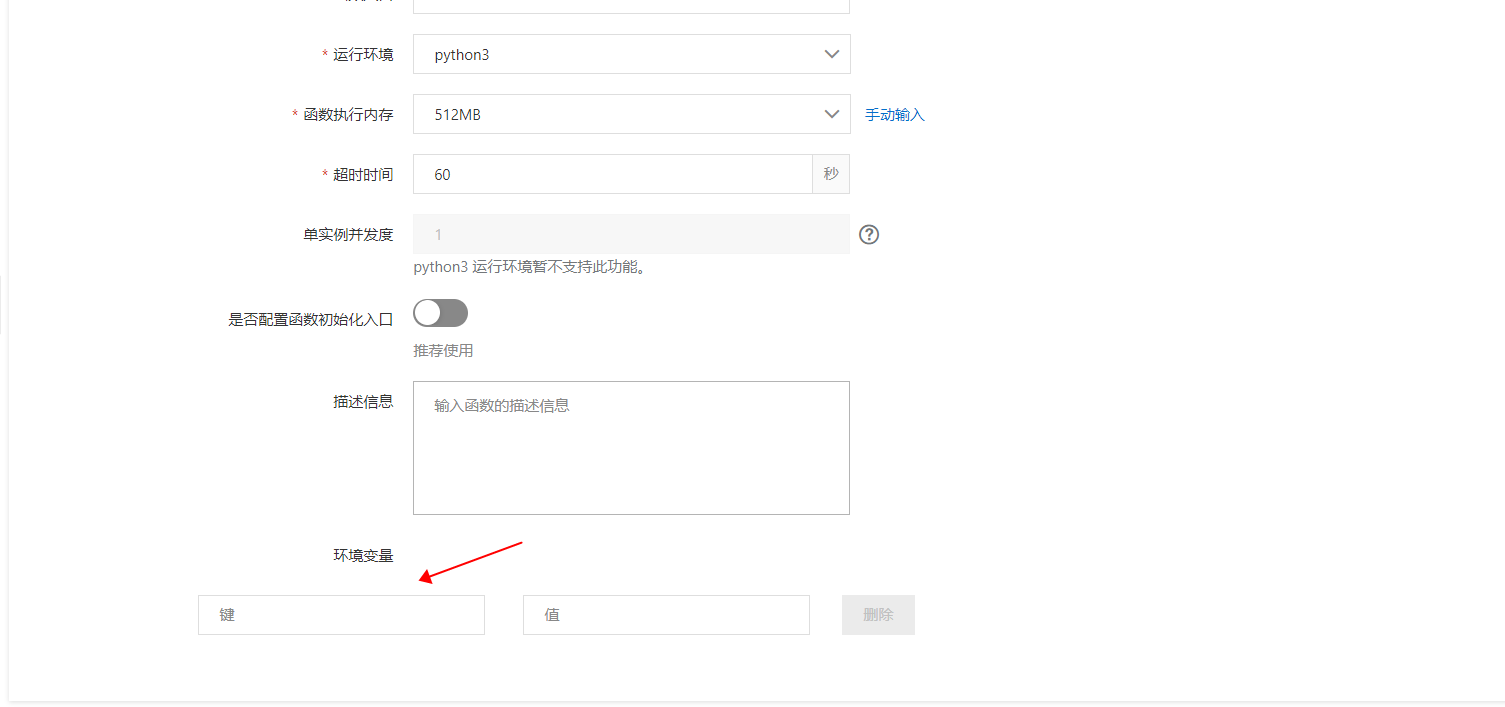 * 运行环境 python3
* 函数执行内存 512MB 手动输入
* 超时时间 60 秒
单实例并发度 1
python3 运行环境暂不支持此功能。
是否配置函数初始化入口
推荐使用
描述信息 输入函数的描述信息
环境变量
键 值 删除